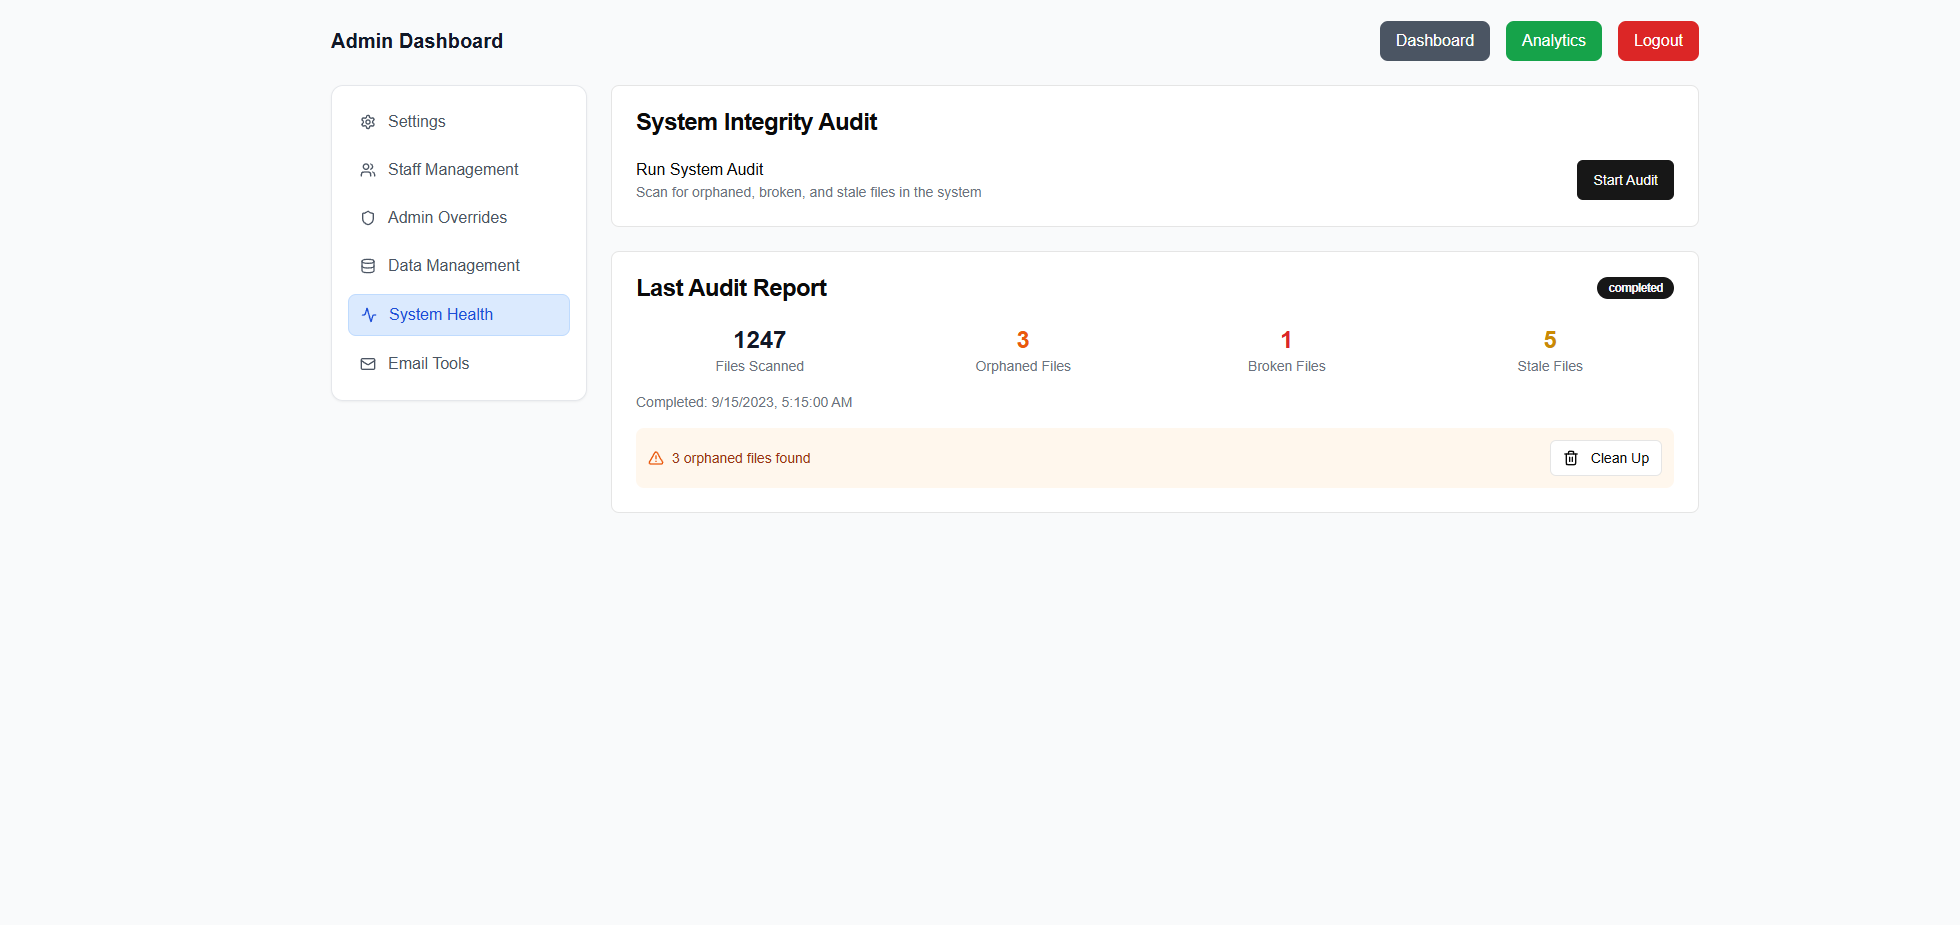 Admin Dashboard
Dashboard
Analytics
Logout
Settings
Staff Management
Admin Overrides
Data Management
System Health
Email Tools
System Integrity Audit
Run System Audit
Scan for orphaned, broken, and stale files in the system
Start Audit
Last Audit Report
completed
1247
Files Scanned
3
Orphaned Files
1
Broken Files
5
Stale Files
Completed: 9/15/2023, 5:15:00 AM
3 orphaned files found
Clean Up